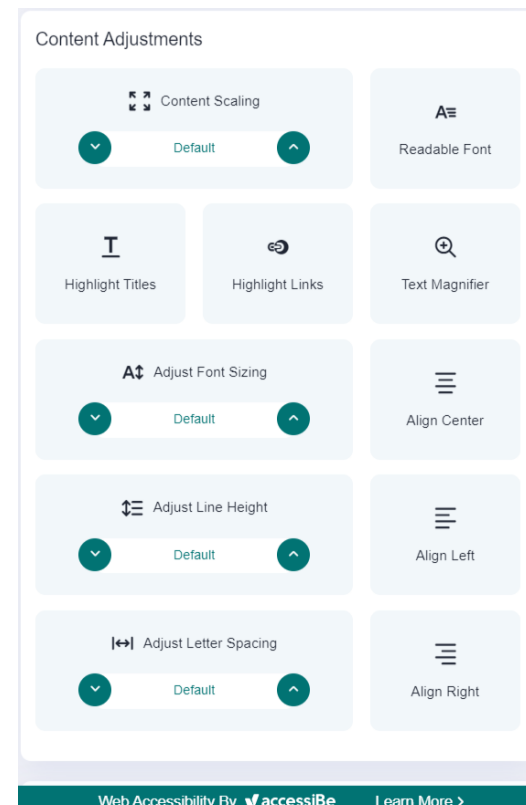 Content Adjustments
Content Scaling
Default
Readable Font
Highlight Titles
Highlight Links
Text Magnifier
Adjust Font Sizing
Default
Align Center
Adjust Line Height
Default
Align Left
Adjust Letter Spacing
Default
Align Right
Web Accessibility By accessiBe Learn More >